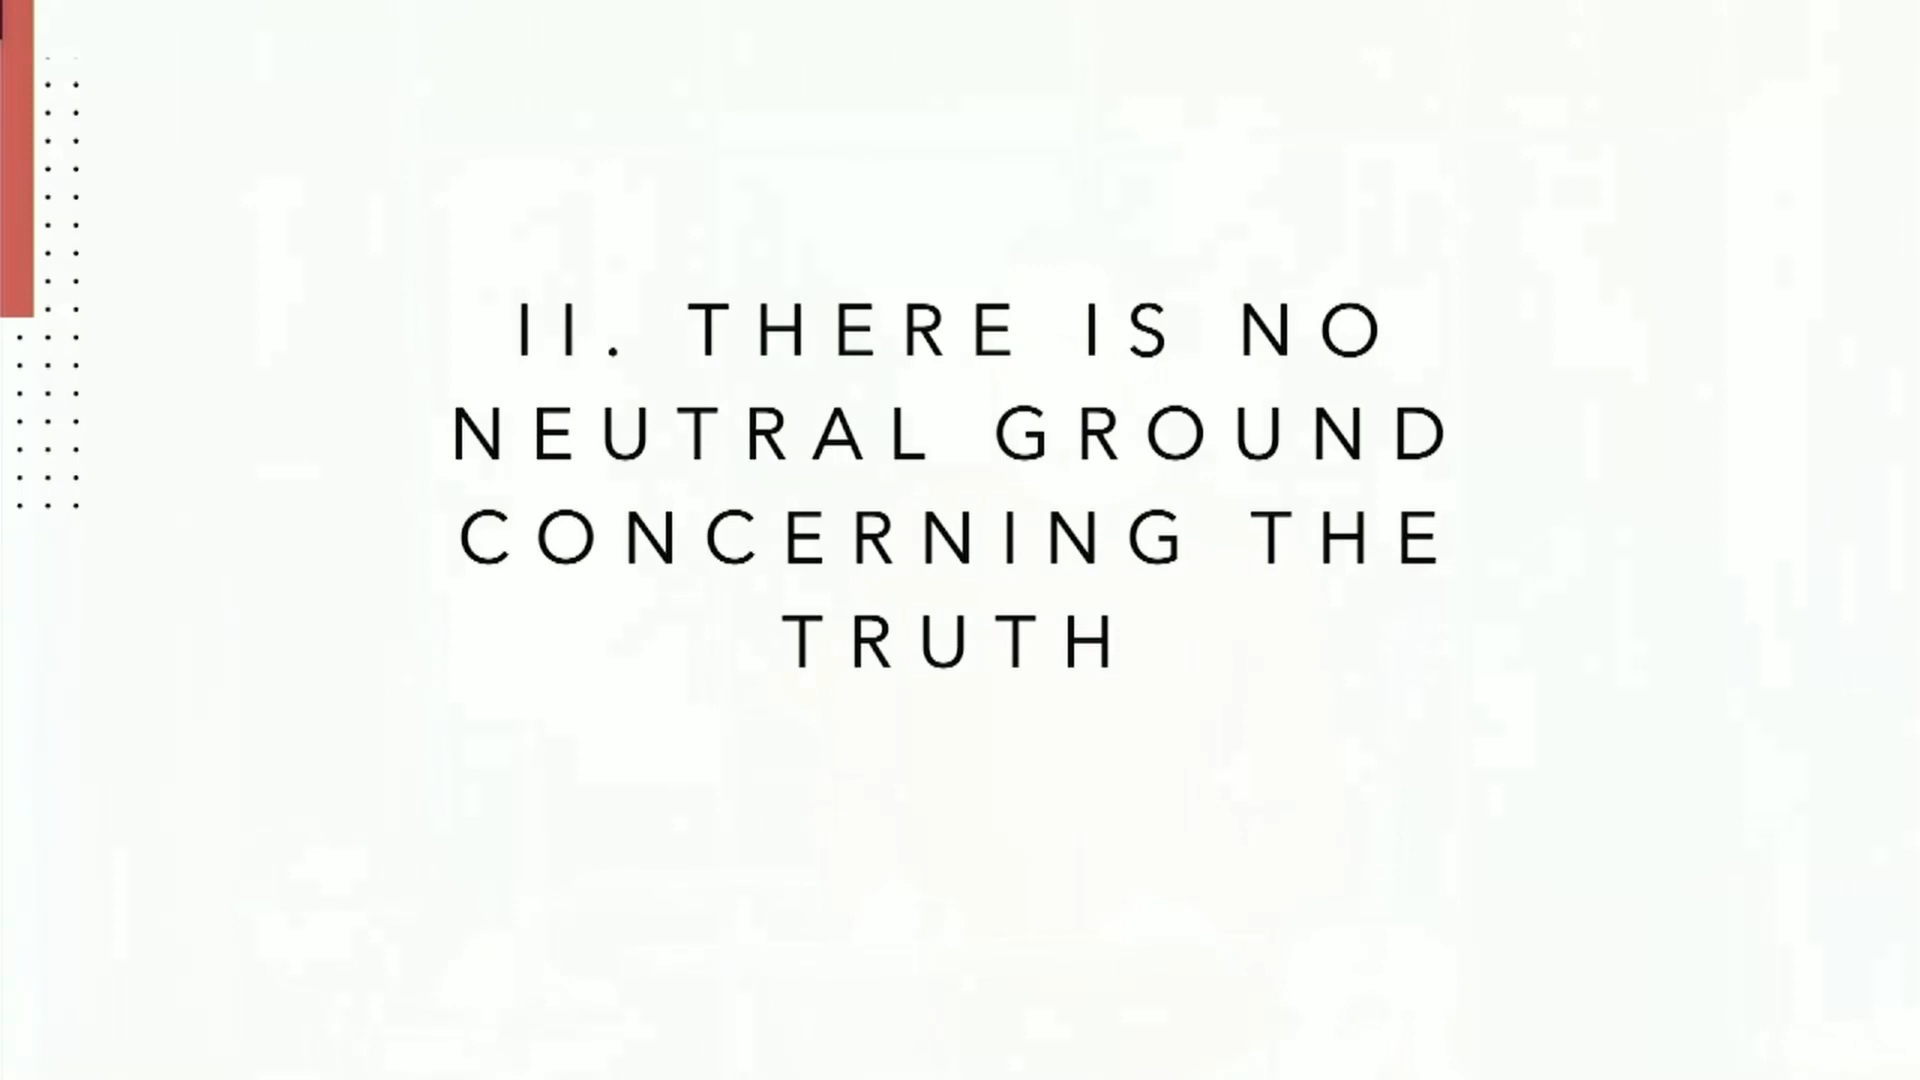 II. THERE IS NO
NEUTRAL GROUND
CONCERNING THE
TRUTH